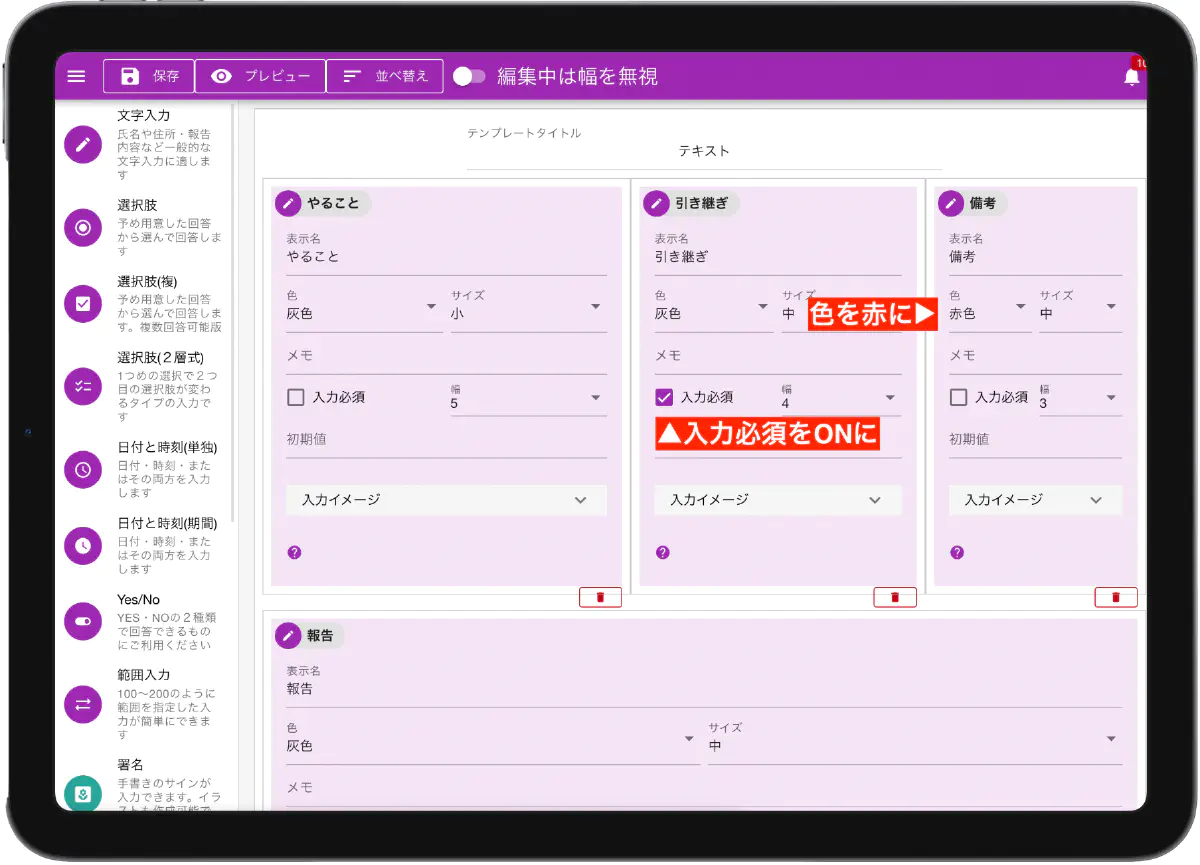 保存
プレビュー
並べ替え
編集中は幅を無視
文字入力
氏名や住所・報告
内容など一般的な
文字入力に適しま
す
選択肢
予め用意した回答
から選んで回答しま
す
選択肢(複)
予め用意した回答
から選んで回答しま
す。複数回答可能版
選択肢(２層式)
1つめの選択で２つ
目の選択肢が変わ
るタイプの入力で
す
日付と時刻(単独)
日付・時刻・また
はその両方を入力
します
日付と時刻(期間)
日付・時刻・また
はその両方を入力
します
Yes/No
YES・NOの２種類
で回答できるもの
にご利用ください
範囲入力
100〜200のように
範囲を指定した入
力が簡単にできま
す
署名
手書きのサインが
入力できます。イラ
ストも作成可能で
テンプレートタイトル
テキスト
やること
表示名
やること
色
灰色
サイズ
小
メモ
入力必須
幅
5
初期値
入力イメージ
引き継ぎ
表示名
引き継ぎ
色
灰色
サイズ
中
色を赤に▶
メモ
入力必須
幅
4
▲入力必須をONに
入力イメージ
備考
表示名
備考
色
赤色
サイズ
中
メモ
入力必須
幅
3
初期値
入力イメージ
報告
表示名
報告
色
灰色
サイズ
中
メモ